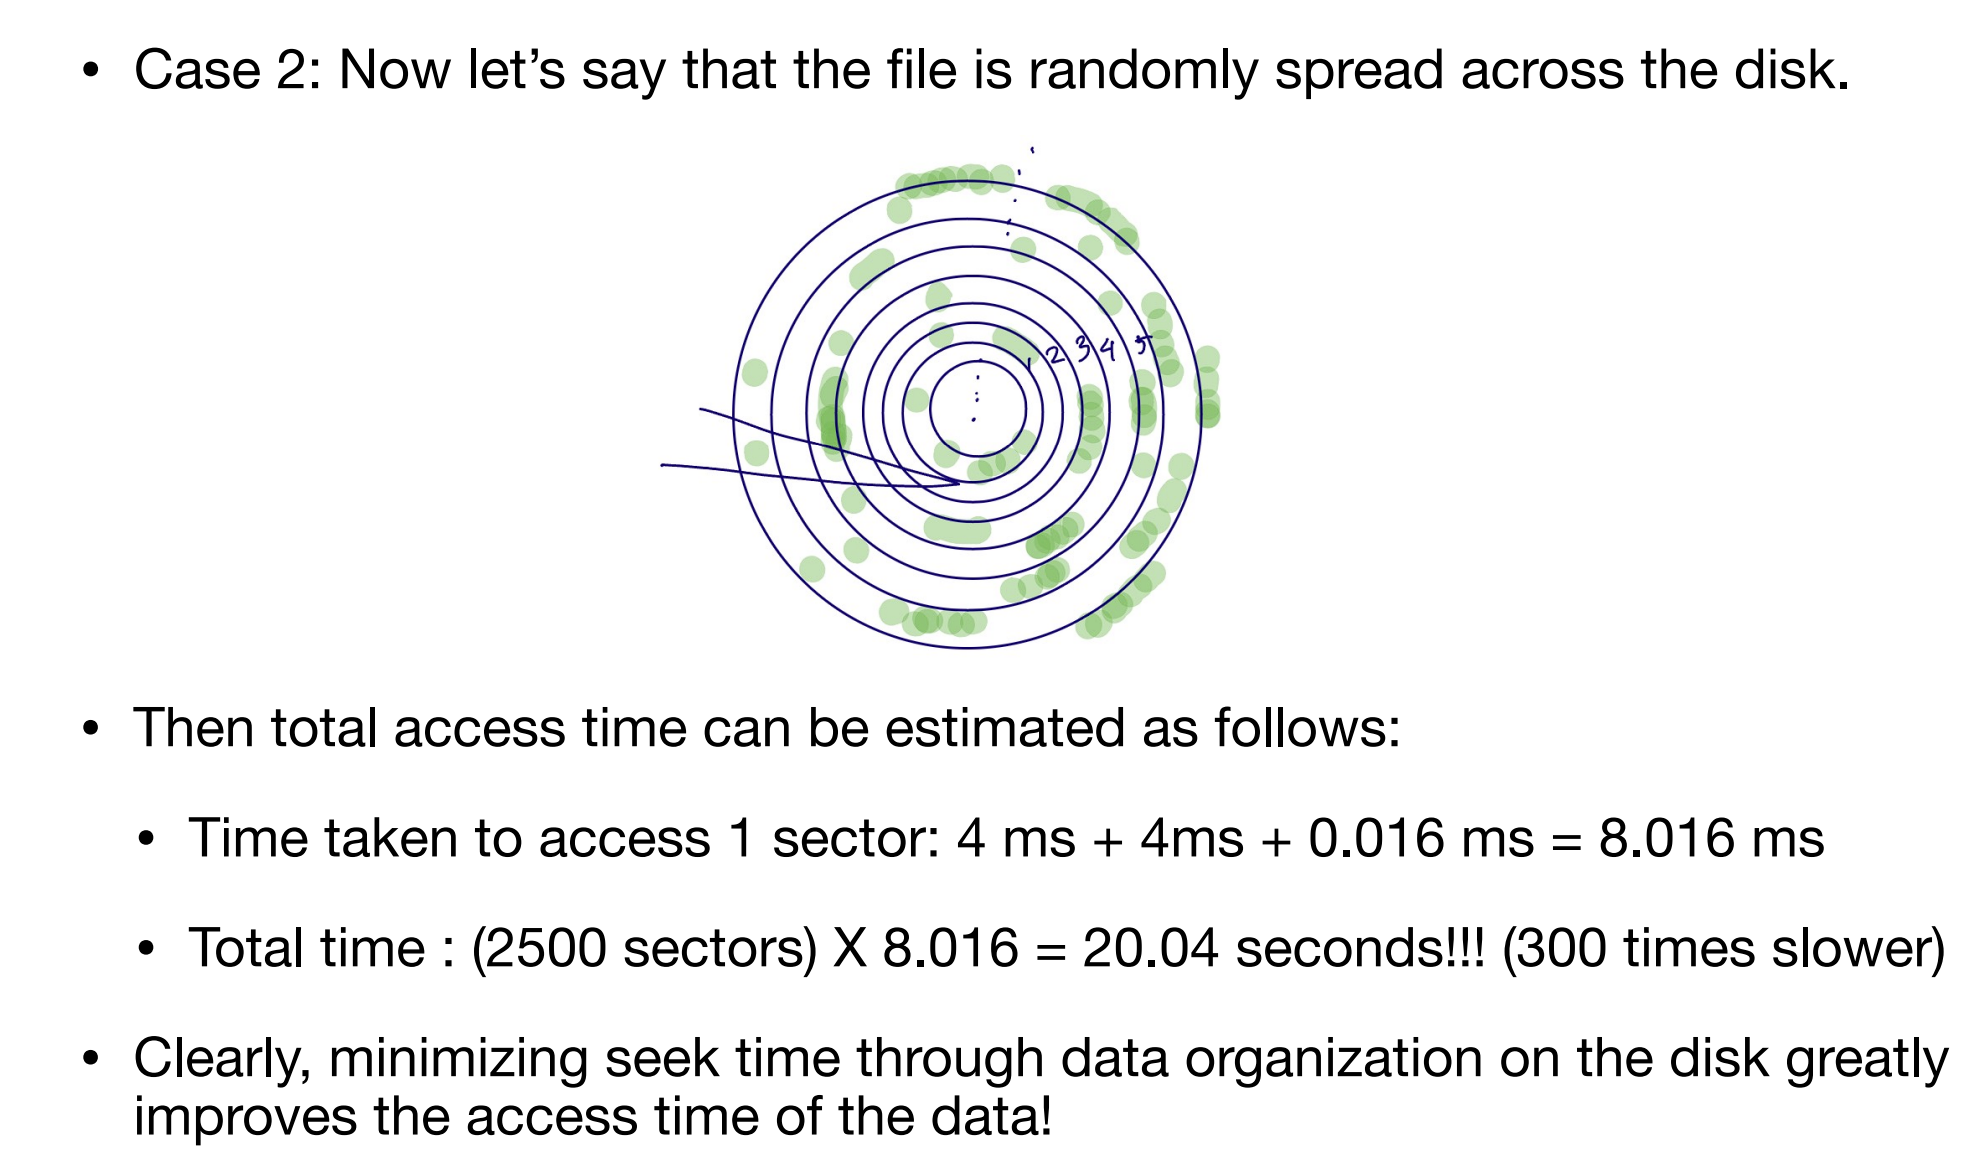 • Case 2: Now let’s say that the file is randomly spread across the disk.
1 2 3 4 5
• Then total access time can be estimated as follows:
• Time taken to access 1 sector: 4 ms + 4ms + 0.016 ms = 8.016 ms
• Total time : (2500 sectors) X 8.016 = 20.04 seconds!!! (300 times slower)
• Clearly, minimizing seek time through data organization on the disk greatly
improves the access time of the data!